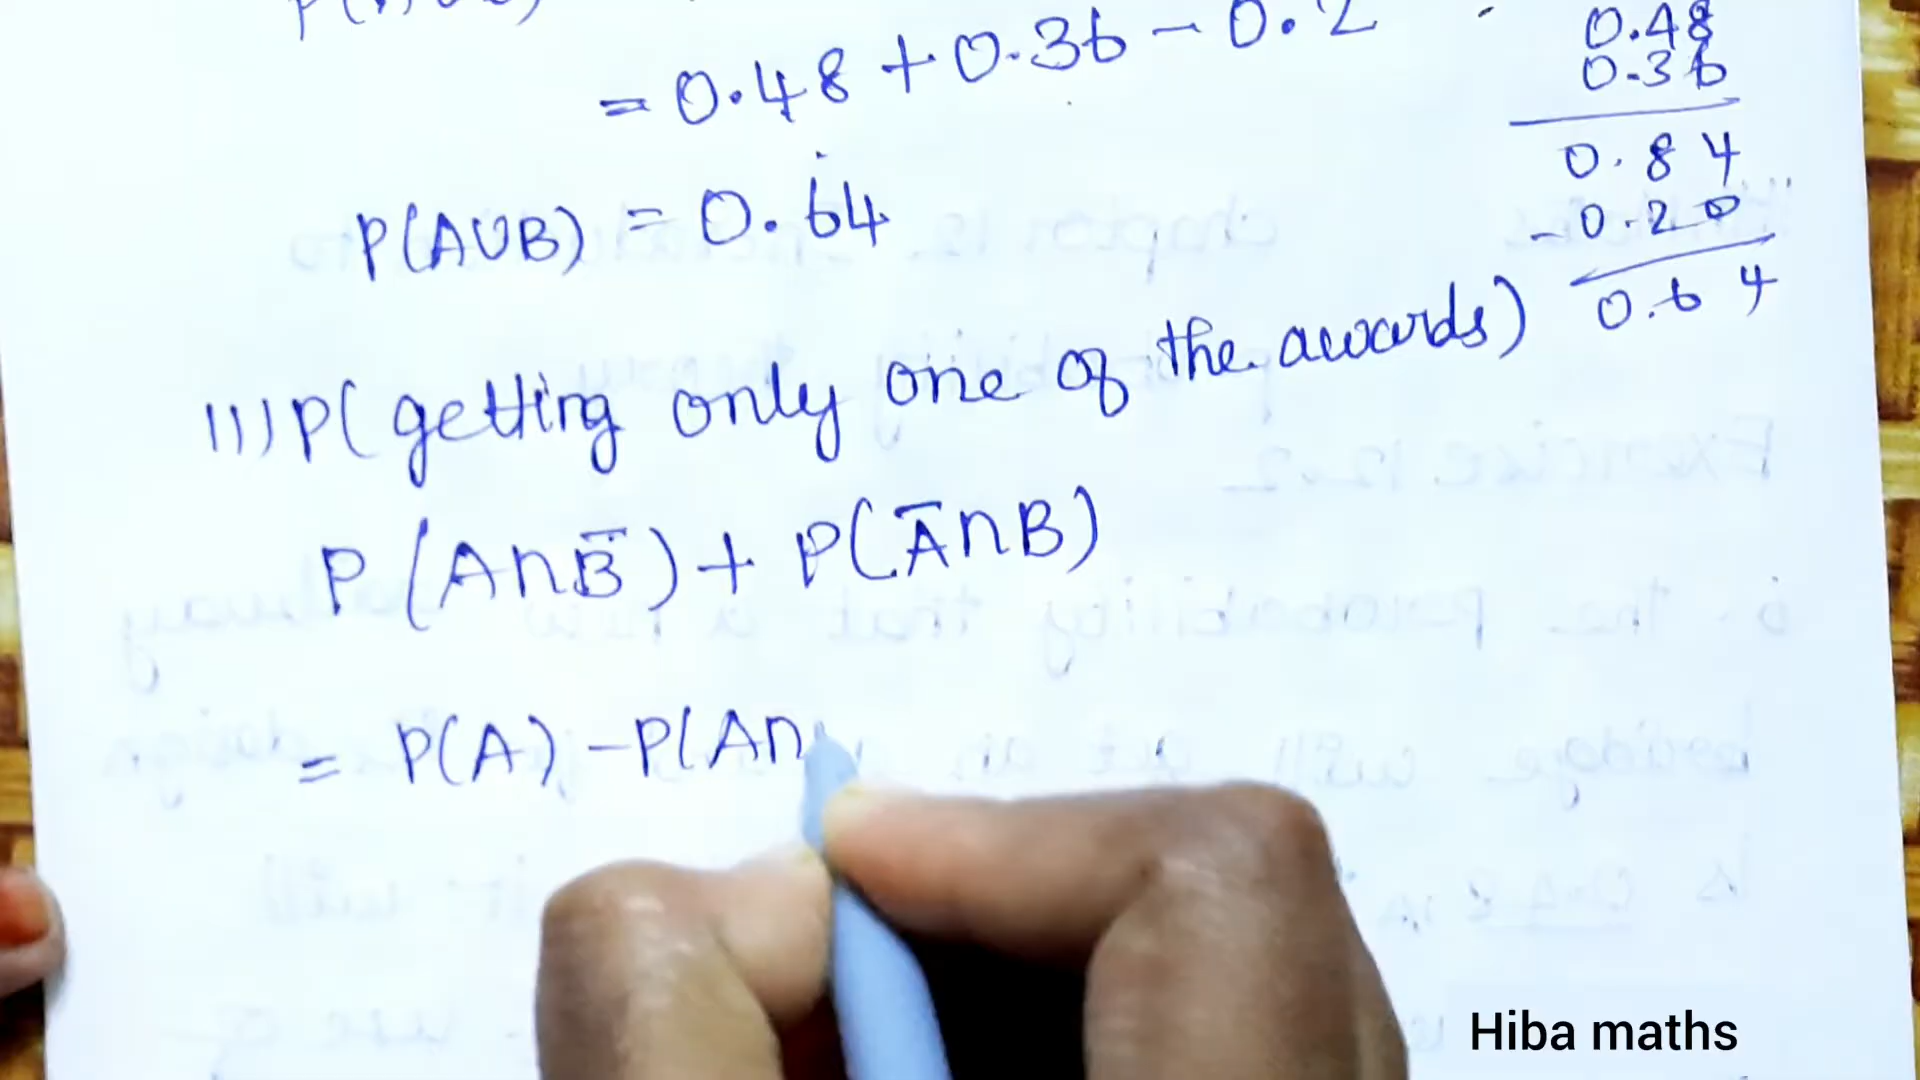 = 0.48 + 0.36 - 0.2
P(A∪B) = 0.64
0.48
0.36
0.84
- 0.20
0.64
III) P( getting only one of the awards)
P (A∩B̅) + P(A̅∩B)
= P(A) - P(A∩
Hiba maths